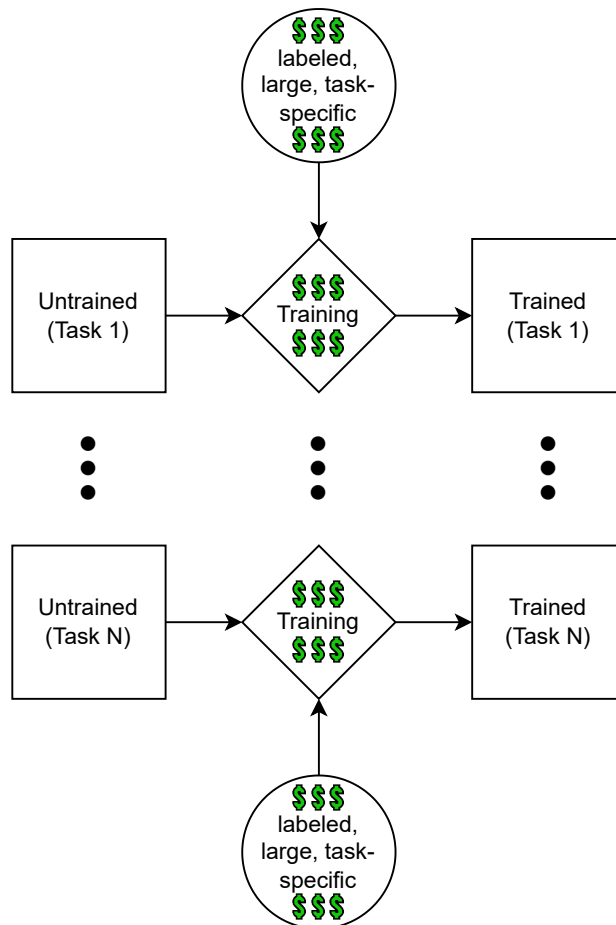 $$$
labeled,
large, task-
specific
$$$
Untrained
(Task 1)
$$$
Training
$$$
Trained
(Task 1)
Untrained
(Task N)
$$$
Training
$$$
Trained
(Task N)
$$$
labeled,
large, task-
specific
$$$